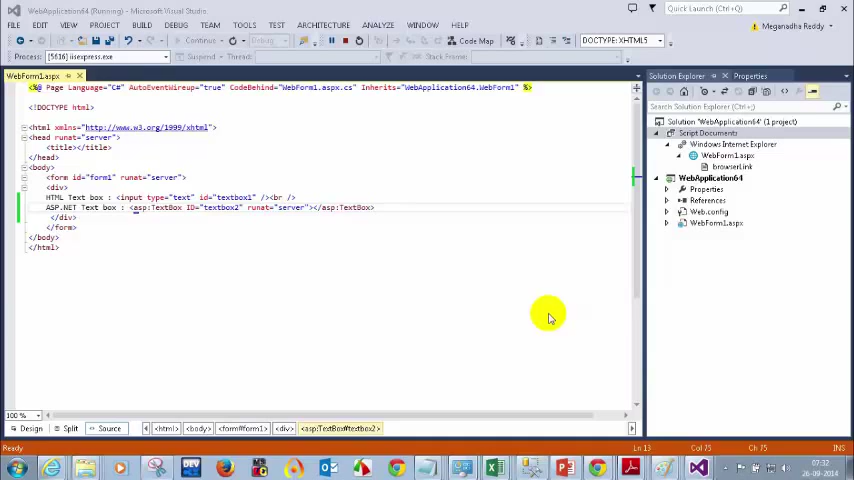 WebApplication64 (Running) - Microsoft Visual Studio
Quick Launch (Ctrl+Q)
FILE EDIT VIEW PROJECT BUILD DEBUG TEAM TOOLS TEST ARCHITECTURE ANALYZE WINDOW HELP
Meganadha Reddy
Continue Debug Code Map DOCTYPE: XHTML5
Process: [5616] iisexpress.exe Suspend Thread: Stack Frame:
WebForm1.aspx
<%@ Page Language="C#" AutoEventWireup="true" CodeBehind="WebForm1.aspx.cs" Inherits="WebApplication64.WebForm1" %>
<!DOCTYPE html>
<html xmlns="http://www.w3.org/1999/xhtml">
<head runat="server">
<title></title>
</head>
<body>
<form id="form1" runat="server">
<div>
HTML Text box : <input type="text" id="textbox1" /><br />
ASP.NET Text box : <asp:TextBox ID="textbox2" runat="server"></asp:TextBox>
</div>
</form>
</body>
</html>
100 %
Design Split Source <html> <body> <form#form1> <div> <asp:TextBox#textbox2>
Solution Explorer Properties
Search Solution Explorer (Ctrl+;)
Solution 'WebApplication64' (1 project)
Script Documents
Windows Internet Explorer
WebForm1.aspx
browserLink
WebApplication64
Properties
References
Web.config
WebForm1.aspx
Ready Ln 13 Col 75 Ch 75 INS
07:32
26-09-2014